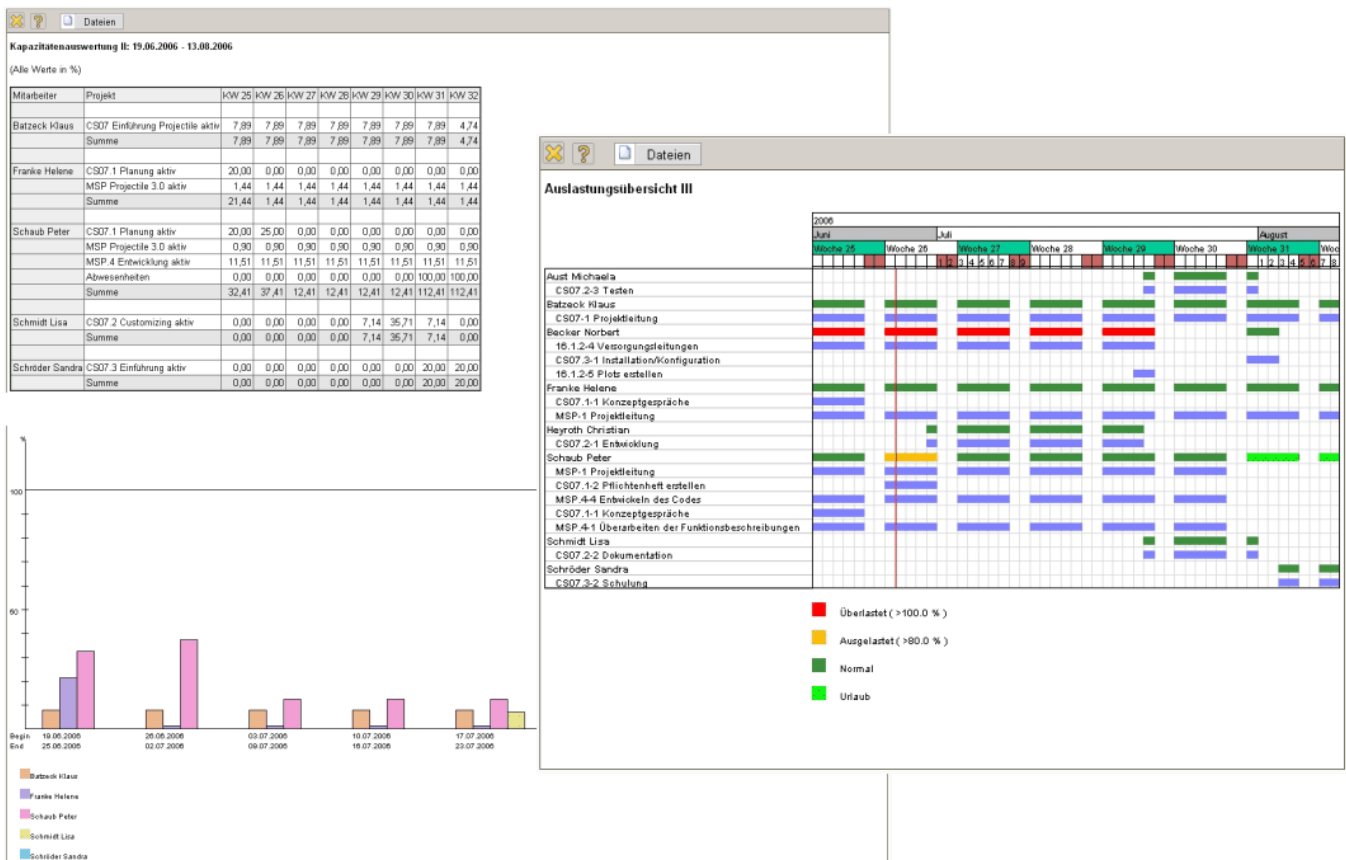 Dateien
Kapazitätenauswertung II: 19.06.2006 - 13.08.2006
(Alle Werte in %)
Mitarbeiter Projekt KW 25 KW 26 KW 27 KW 28 KW 29 KW 30 KW 31 KW 32
Batzeck Klaus CS07 Einführung Projectile aktiv 7,89 7,89 7,89 7,89 7,89 7,89 7,89 4,74
Summe 7,89 7,89 7,89 7,89 7,89 7,89 7,89 4,74
Franke Helene CS07.1 Planung aktiv 20,00 0,00 0,00 0,00 0,00 0,00 0,00 0,00
MSP Projectile 3.0 aktiv 1,44 1,44 1,44 1,44 1,44 1,44 1,44 1,44
Summe 21,44 1,44 1,44 1,44 1,44 1,44 1,44 1,44
Schaub Peter CS07.1 Planung aktiv 20,00 25,00 0,00 0,00 0,00 0,00 0,00 0,00
MSP Projectile 3.0 aktiv 0,90 0,90 0,90 0,90 0,90 0,90 0,90 0,90
MSP.4 Entwicklung aktiv 11,51 11,51 11,51 11,51 11,51 11,51 11,51 11,51
Abwesenheiten 0,00 0,00 0,00 0,00 0,00 0,00 100,00 100,00
Summe 32,41 37,41 12,41 12,41 12,41 12,41 112,41 112,41
Schmidt Lisa CS07.2 Customizing aktiv 0,00 0,00 0,00 0,00 7,14 35,71 7,14 0,00
Summe 0,00 0,00 0,00 0,00 7,14 35,71 7,14 0,00
Schröder Sandra CS07.3 Einführung aktiv 0,00 0,00 0,00 0,00 0,00 0,00 20,00 20,00
Summe 0,00 0,00 0,00 0,00 0,00 0,00 20,00 20,00
%
100
Begin 19.06.2006 26.06.2006 03.07.2006 10.07.2006 17.07.2006
End 25.06.2006 02.07.2006 09.07.2006 16.07.2006 23.07.2006
Batzeck Klaus
Franke Helene
Schaub Peter
Schmidt Lisa
Schröder Sandra
Dateien
Auslastungsübersicht III
2006
Juni Juli August
Woche 25 Woche 26 Woche 27 Woche 28 Woche 29 Woche 30 Woche 31 Woc
1 2 3 4 5 6 7 8 9 1 2 3 4 5 6 7 8
Aust Michaela
CS07.2-3 Testen
Batzeck Klaus
CS07-1 Projektleitung
Becker Norbert
16.1.2-4 Versorgungsleitungen
CS07.3-1 Installation/Konfiguration
16.1.2-5 Plots erstellen
Franke Helene
CS07.1-1 Konzeptgespräche
MSP-1 Projektleitung
Heyroth Christian
CS07.2-1 Entwicklung
Schaub Peter
MSP-1 Projektleitung
CS07.1-2 Pflichtenheft erstellen
MSP.4-4 Entwickeln des Codes
CS07.1-1 Konzeptgespräche
MSP.4-1 Überarbeiten der Funktionsbeschreibungen
Schmidt Lisa
CS07.2-2 Dokumentation
Schröder Sandra
CS07.3-2 Schulung
Überlastet ( >100.0 % )
Ausgelastet ( >80.0 % )
Normal
Urlaub